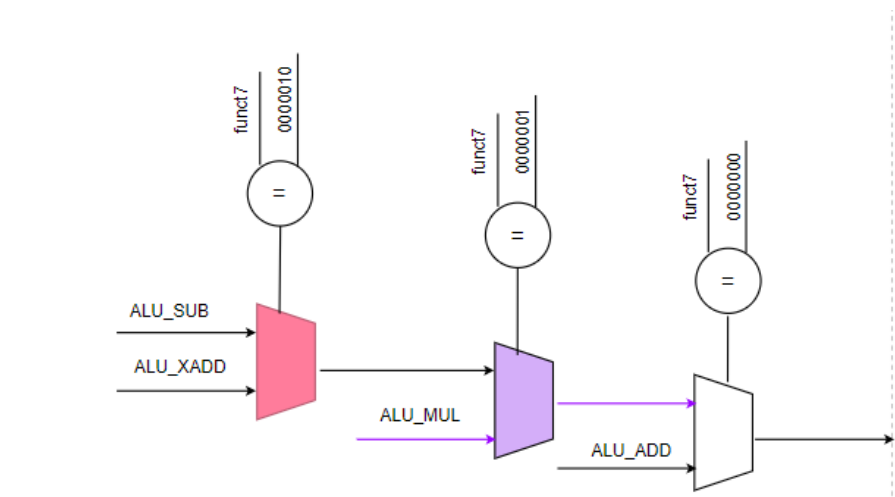 funct7
0000010
=
ALU_SUB
ALU_XADD
funct7
0000001
=
ALU_MUL
funct7
0000000
=
ALU_ADD